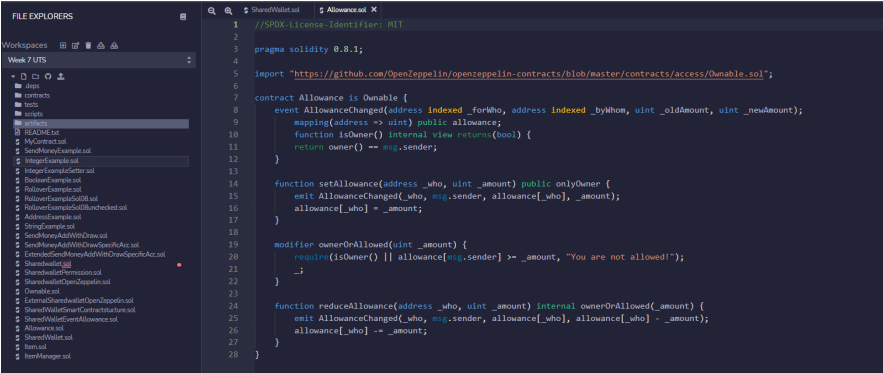 FILE EXPLORERS
Workspaces
Week 7 UTS
.deps
contracts
tests
scripts
artifacts
README.txt
MyContract.sol
SendMoneyExample.sol
IntegerExample.sol
IntegerExampleSetter.sol
BooleanExample.sol
RolloverExample.sol
RolloverExampleSol08.sol
RolloverExampleSol08unchecked.sol
AddressExample.sol
StringExample.sol
SendMoneyAddWithDraw.sol
SendMoneyAddWithDrawSpecificAcc.sol
ExtendedSendMoneyAddWithDrawSpecificAcc.sol
Sharedwallet.sol
SharedwalletPermission.sol
SharedwalletOpenZeppelin.sol
Ownable.sol
ExternalSharedwalletOpenZeppelin.sol
SharedWalletSmartContractstucture.sol
SharedWalletEventAllowance.sol
Allowance.sol
SharedWallet.sol
Item.sol
ItemManager.sol
SharedWallet.sol
Allowance.sol
1 //SPDX-License-Identifier: MIT
2
3 pragma solidity 0.8.1;
4
5 import "https://github.com/OpenZeppelin/openzeppelin-contracts/blob/master/contracts/access/Ownable.sol";
6
7 contract Allowance is Ownable {
8 event AllowanceChanged(address indexed _forWho, address indexed _byWhom, uint _oldAmount, uint _newAmount);
9 mapping(address => uint) public allowance;
10 function isOwner() internal view returns(bool) {
11 return owner() == msg.sender;
12 }
13
14 function setAllowance(address _who, uint _amount) public onlyOwner {
15 emit AllowanceChanged(_who, msg.sender, allowance[_who], _amount);
16 allowance[_who] = _amount;
17 }
18
19 modifier ownerOrAllowed(uint _amount) {
20 require(isOwner() || allowance[msg.sender] >= _amount, "You are not allowed!");
21 _;
22 }
23
24 function reduceAllowance(address _who, uint _amount) internal ownerOrAllowed(_amount) {
25 emit AllowanceChanged(_who, msg.sender, allowance[_who], allowance[_who] - _amount);
26 allowance[_who] -= _amount;
27 }
28 }